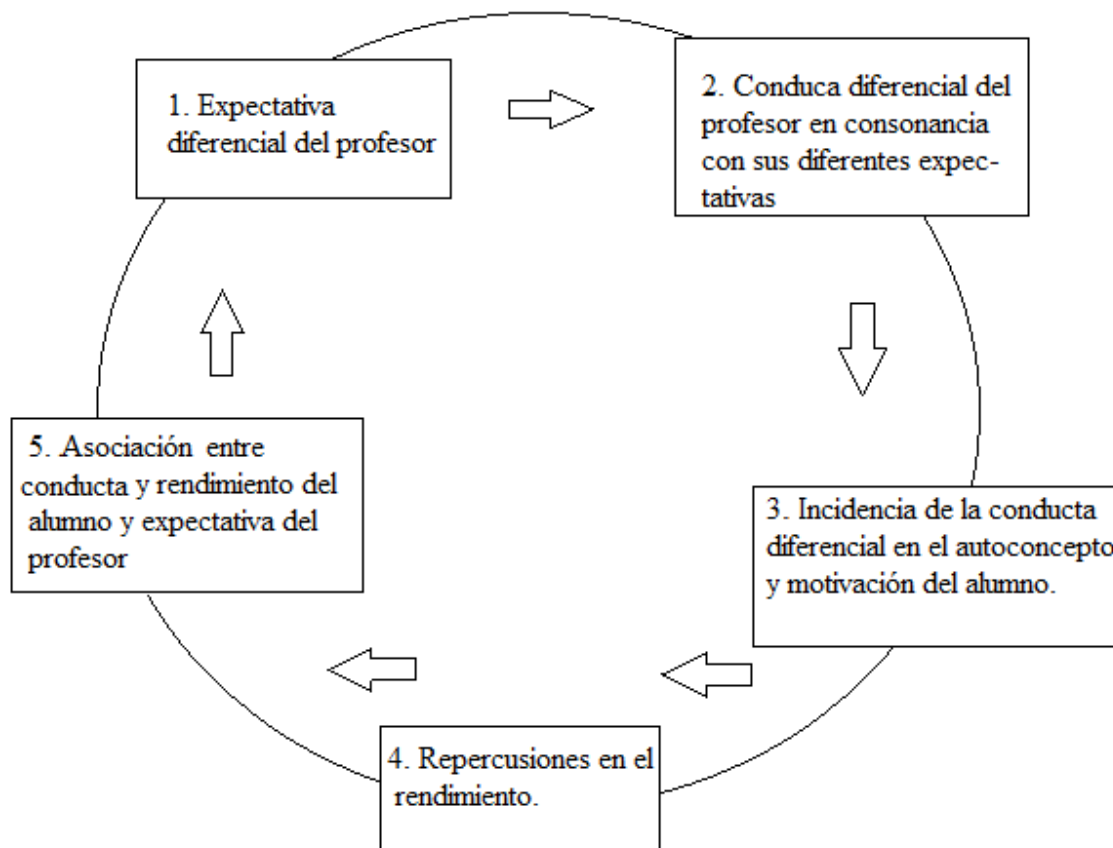 1. Expectativa
diferencial del profesor
2. Conduca diferencial del
profesor en consonancia
con sus diferentes expec-
tativas
3. Incidencia de la conducta
diferencial en el autoconcepto
y motivación del alumno.
4. Repercusiones en el
rendimiento.
5. Asociación entre
conducta y rendimiento del
alumno y expectativa del
profesor